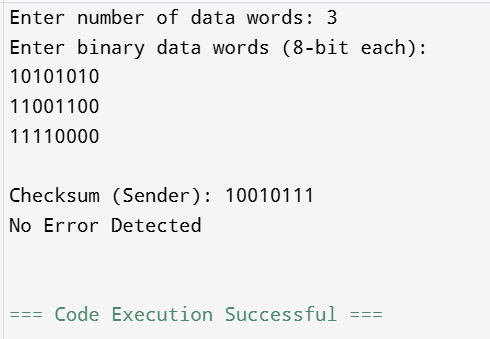 Enter number of data words: 3
Enter binary data words (8-bit each):
10101010
11001100
11110000
Checksum (Sender): 10010111
No Error Detected
=== Code Execution Successful ===